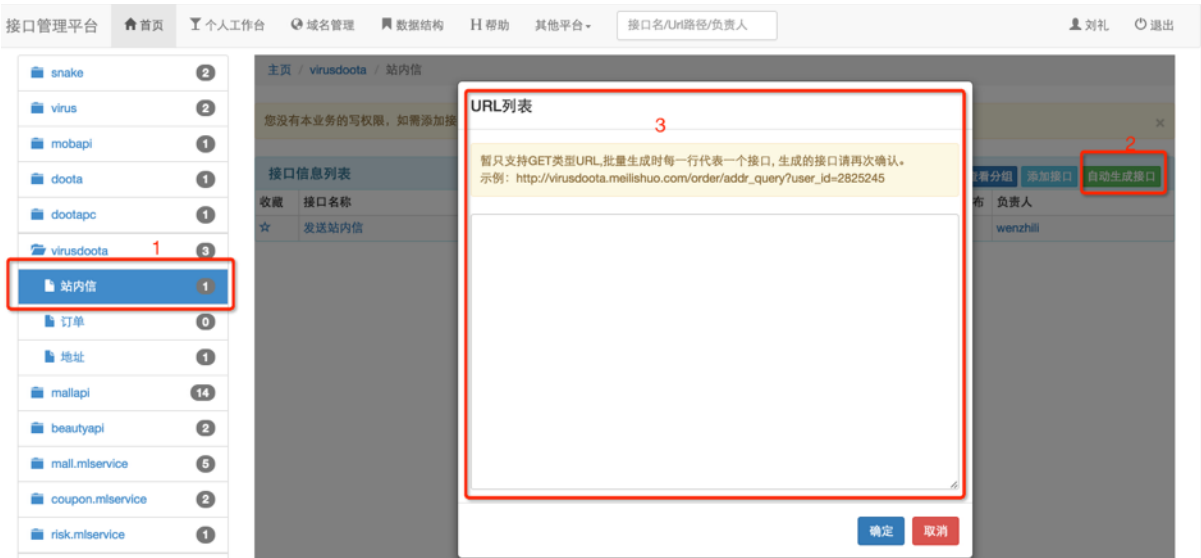 接口管理平台 首页 个人工作台 域名管理 数据结构 H 帮助 其他平台 接口名/Url路径/负责人 刘礼 退出
snake 2
virus 2
mobapi 1
doota 1
dootapc 1
virusdoota 1 3
站内信 1
订单 0
地址 1
mallapi 14
beautyapi 2
mall.mlservice 5
coupon.mlservice 2
risk.mlservice 1
主页 / virusdoota / 站内信
您没有本业务的写权限，如需添加接 ×
2
接口信息列表 看分组 添加接口 自动生成接口
收藏 接口名称 布 负责人
发送站内信 wenzhili
URL列表
3
暂只支持GET类型URL,批量生成时每一行代表一个接口,生成的接口请再次确认。
示例：http://virusdoota.meilishuo.com/order/addr_query?user_id=2825245
确定 取消